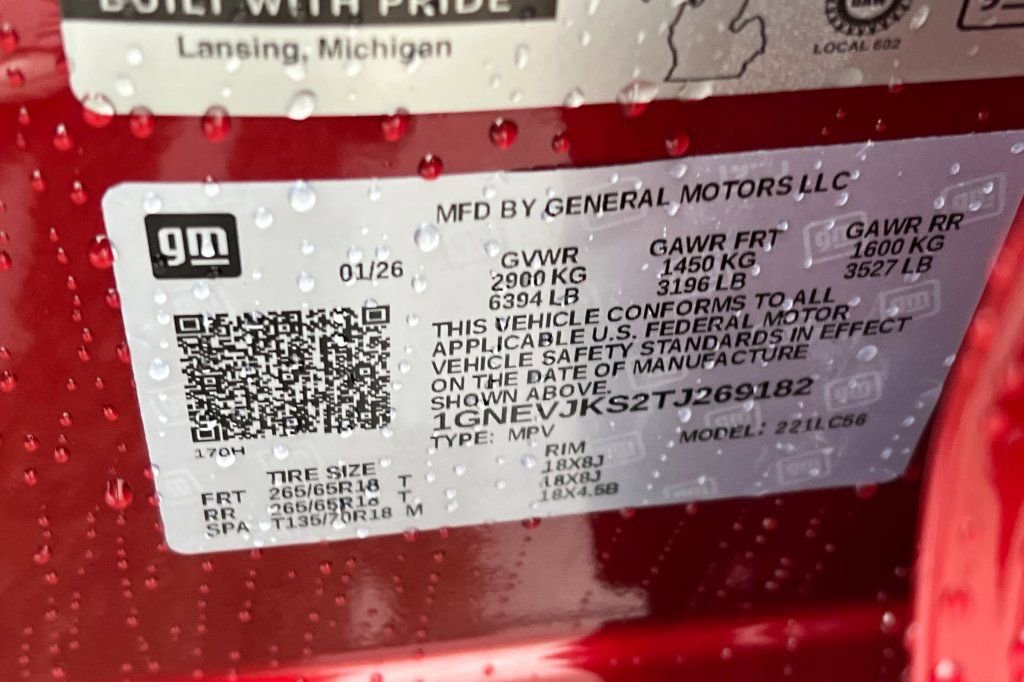 BUILT WITH PRIDE
Lansing, Michigan
LOCAL 602
gm
MFD BY GENERAL MOTORS LLC
01/26
GVWR
2900 KG
6394 LB
GAWR FRT
1450 KG
3196 LB
GAWR RR
1600 KG
3527 LB
THIS VEHICLE CONFORMS TO ALL
APPLICABLE U.S. FEDERAL MOTOR
VEHICLE SAFETY STANDARDS IN EFFECT
ON THE DATE OF MANUFACTURE
SHOWN ABOVE.
1GNEVJKS2TJ269182
TYPE: MPV
MODEL: 221LC56
170H
TIRE SIZE
RIM
FRT 265/65R18 T 18X8J
RR 265/65R18 T 18X8J
SPA T135/70R18 M 18X4.5B